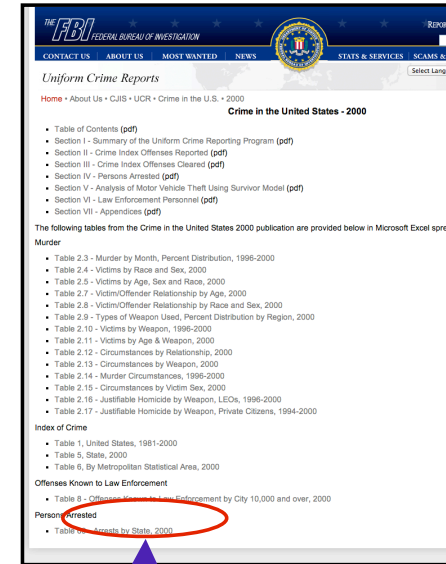 THE FBI FEDERAL BUREAU OF INVESTIGATION
REPOR
CONTACT US ABOUT US MOST WANTED NEWS STATS & SERVICES SCAMS &
Uniform Crime Reports
Select Lang
Home • About Us • CJIS • UCR • Crime in the U.S. • 2000
Crime in the United States - 2000
Table of Contents (pdf)
Section I - Summary of the Uniform Crime Reporting Program (pdf)
Section II - Crime Index Offenses Reported (pdf)
Section III - Crime Index Offenses Cleared (pdf)
Section IV - Persons Arrested (pdf)
Section V - Analysis of Motor Vehicle Theft Using Survivor Model (pdf)
Section VI - Law Enforcement Personnel (pdf)
Section VII - Appendices (pdf)
The following tables from the Crime in the United States 2000 publication are provided below in Microsoft Excel spre
Murder
Table 2.3 - Murder by Month, Percent Distribution, 1996-2000
Table 2.4 - Victims by Race and Sex, 2000
Table 2.5 - Victims by Age, Sex and Race, 2000
Table 2.7 - Victim/Offender Relationship by Age, 2000
Table 2.8 - Victim/Offender Relationship by Race and Sex, 2000
Table 2.9 - Types of Weapon Used, Percent Distribution by Region, 2000
Table 2.10 - Victims by Weapon, 1996-2000
Table 2.11 - Victims by Age & Weapon, 2000
Table 2.12 - Circumstances by Relationship, 2000
Table 2.13 - Circumstances by Weapon, 2000
Table 2.14 - Murder Circumstances, 1996-2000
Table 2.15 - Circumstances by Victim Sex, 2000
Table 2.16 - Justifiable Homicide by Weapon, LEOs, 1996-2000
Table 2.17 - Justifiable Homicide by Weapon, Private Citizens, 1994-2000
Index of Crime
Table 1, United States, 1981-2000
Table 5, State, 2000
Table 6, By Metropolitan Statistical Area, 2000
Offenses Known to Law Enforcement
Table 8 - Offenses Known to Law Enforcement by City 10,000 and over, 2000
Persons Arrested
Table - Arrests by State, 2000